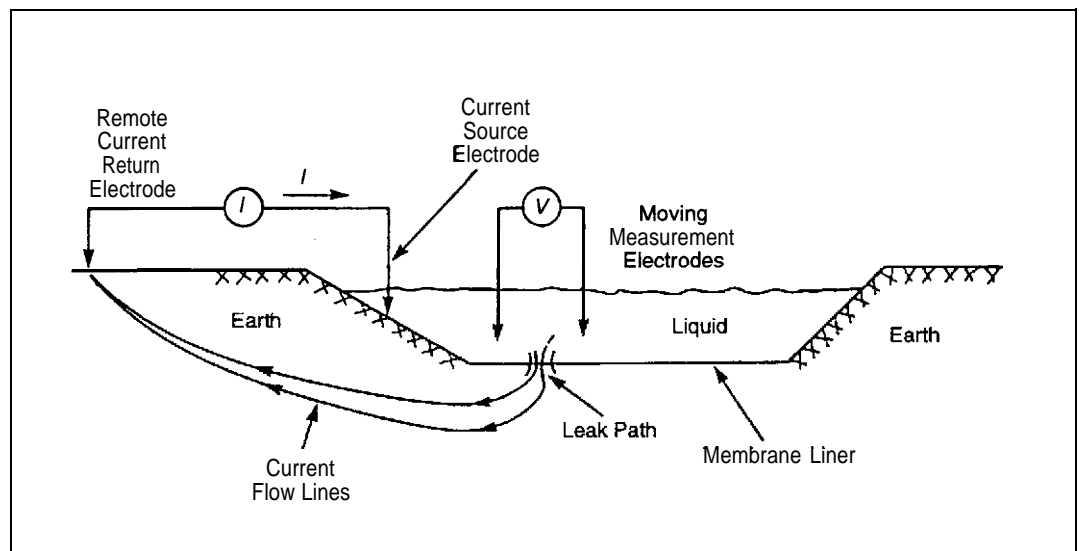 Remote
Current
Return
Electrode
I
I
Current
Source
Electrode
V
Moving
Measurement
Electrodes
Earth
Liquid
Earth
Leak Path
Membrane Liner
Current
Flow Lines